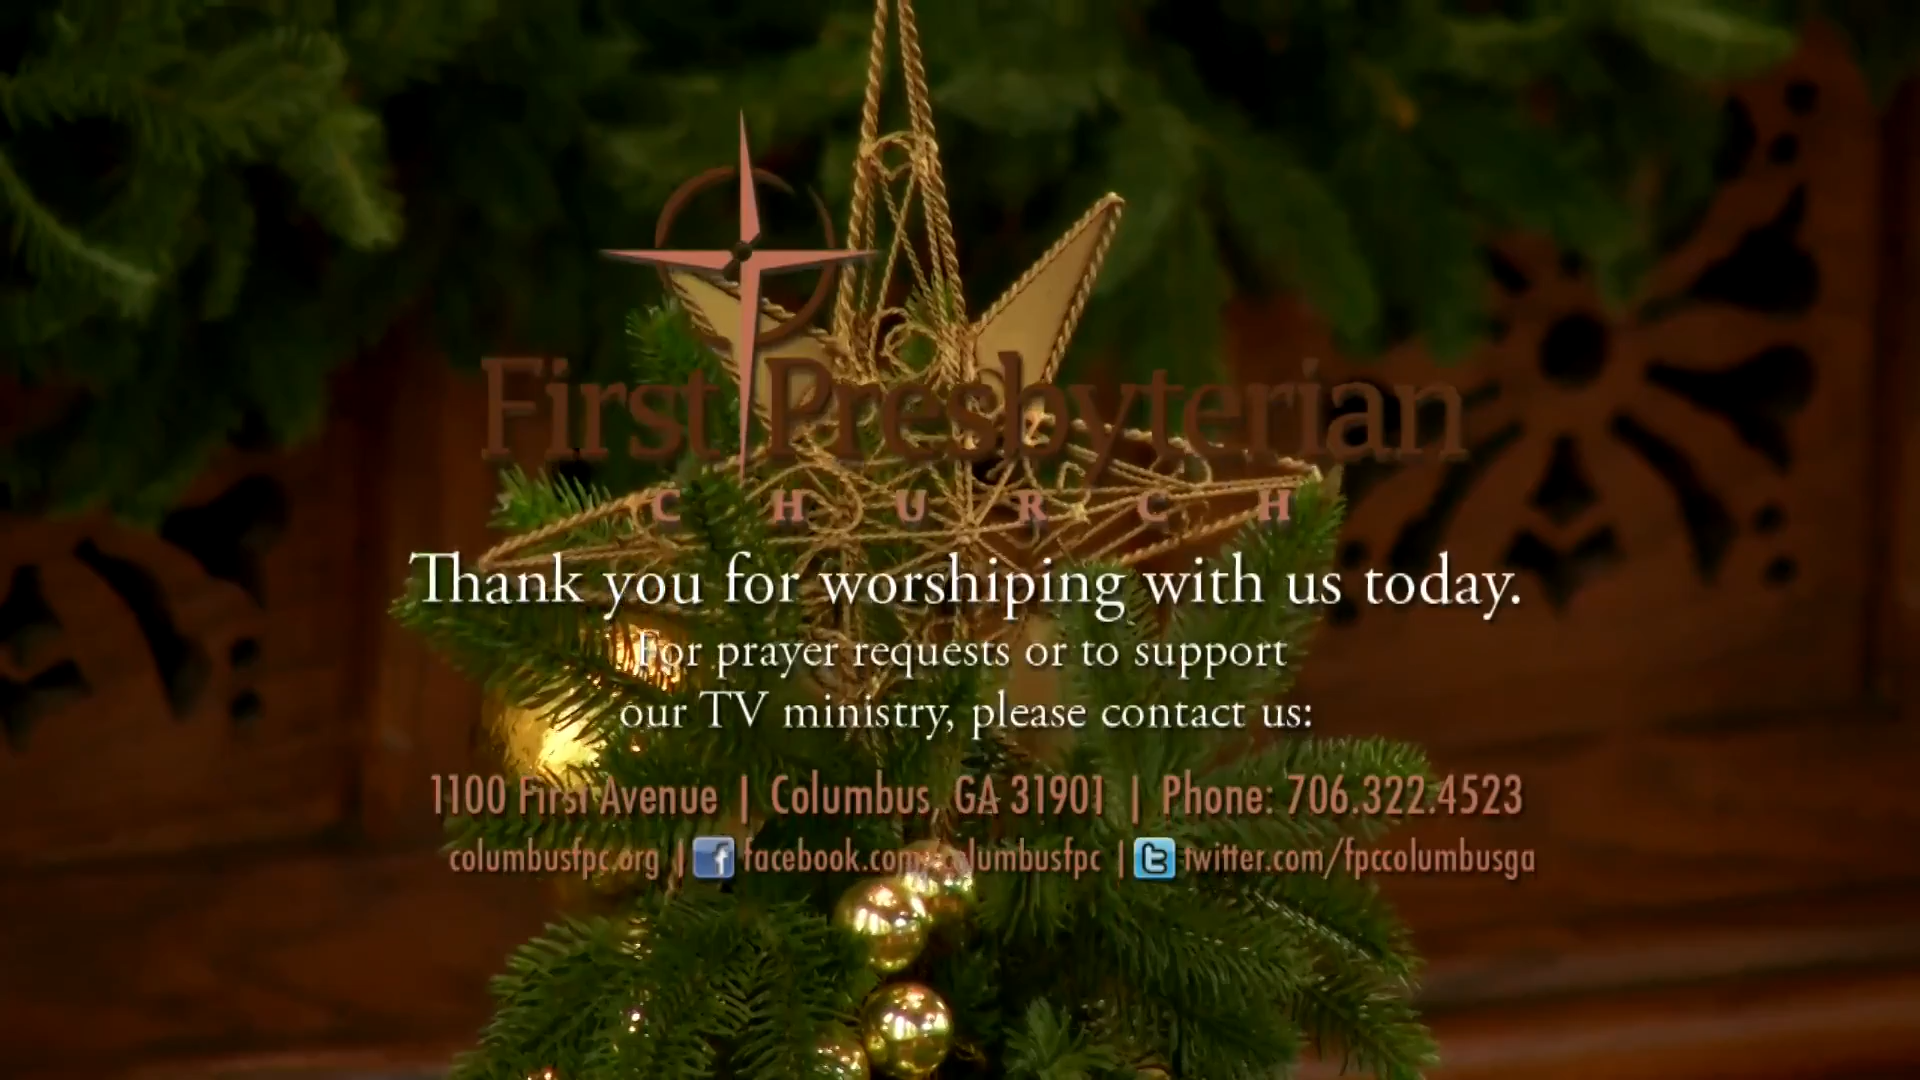 First Presbyterian
CHURCH
Thank you for worshiping with us today.
For prayer requests or to support
our TV ministry, please contact us:
1100 First Avenue | Columbus, GA 31901 | Phone: 706.322.4523
columbusfpc.org | facebook.com/columbusfpc | twitter.com/fpccolumbusga